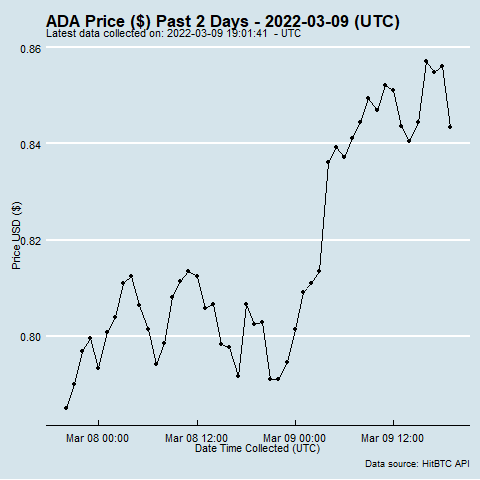 ADA Price ($) Past 2 Days - 2022-03-09 (UTC)
Latest data collected on: 2022-03-09 19:01:41 - UTC
0.86
0.84
0.82
0.80
Price USD ($)
Mar 08 00:00 Mar 08 12:00 Mar 09 00:00 Mar 09 12:00
Date Time Collected (UTC)
Data source: HitBTC API